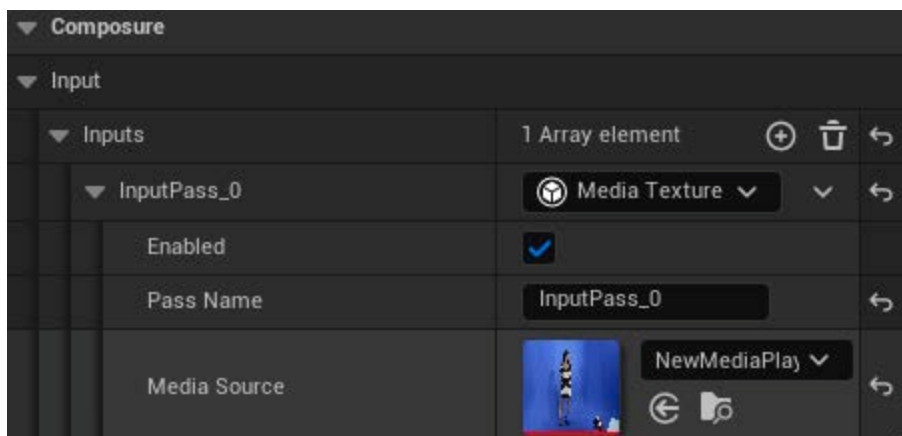 Composure
Input
Inputs 1 Array element
InputPass_0 Media Texture
Enabled
Pass Name InputPass_0
NewMediaPlay
Media Source